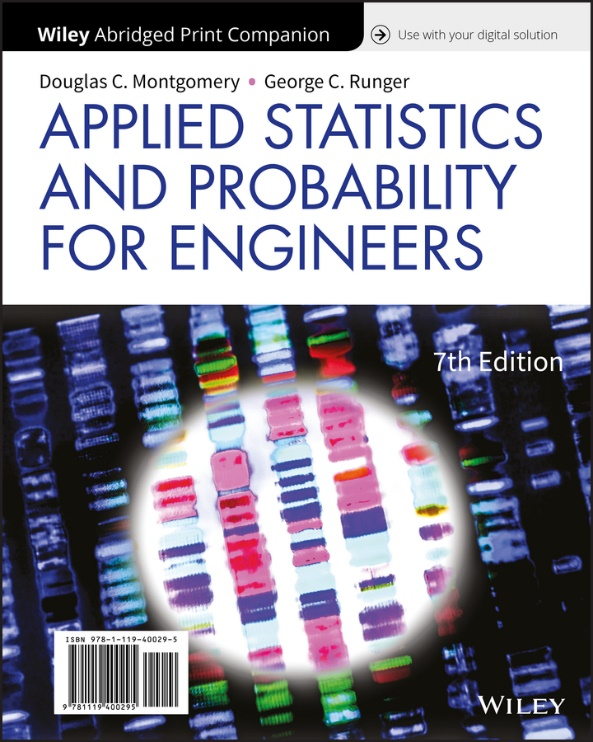 Wiley Abridged Print Companion
Use with your digital solution
Douglas C. Montgomery • George C. Runger
APPLIED STATISTICS
AND PROBABILITY
FOR ENGINEERS
7th Edition
ISBN 978-1-119-40029-5
9 781119 400295
WILEY